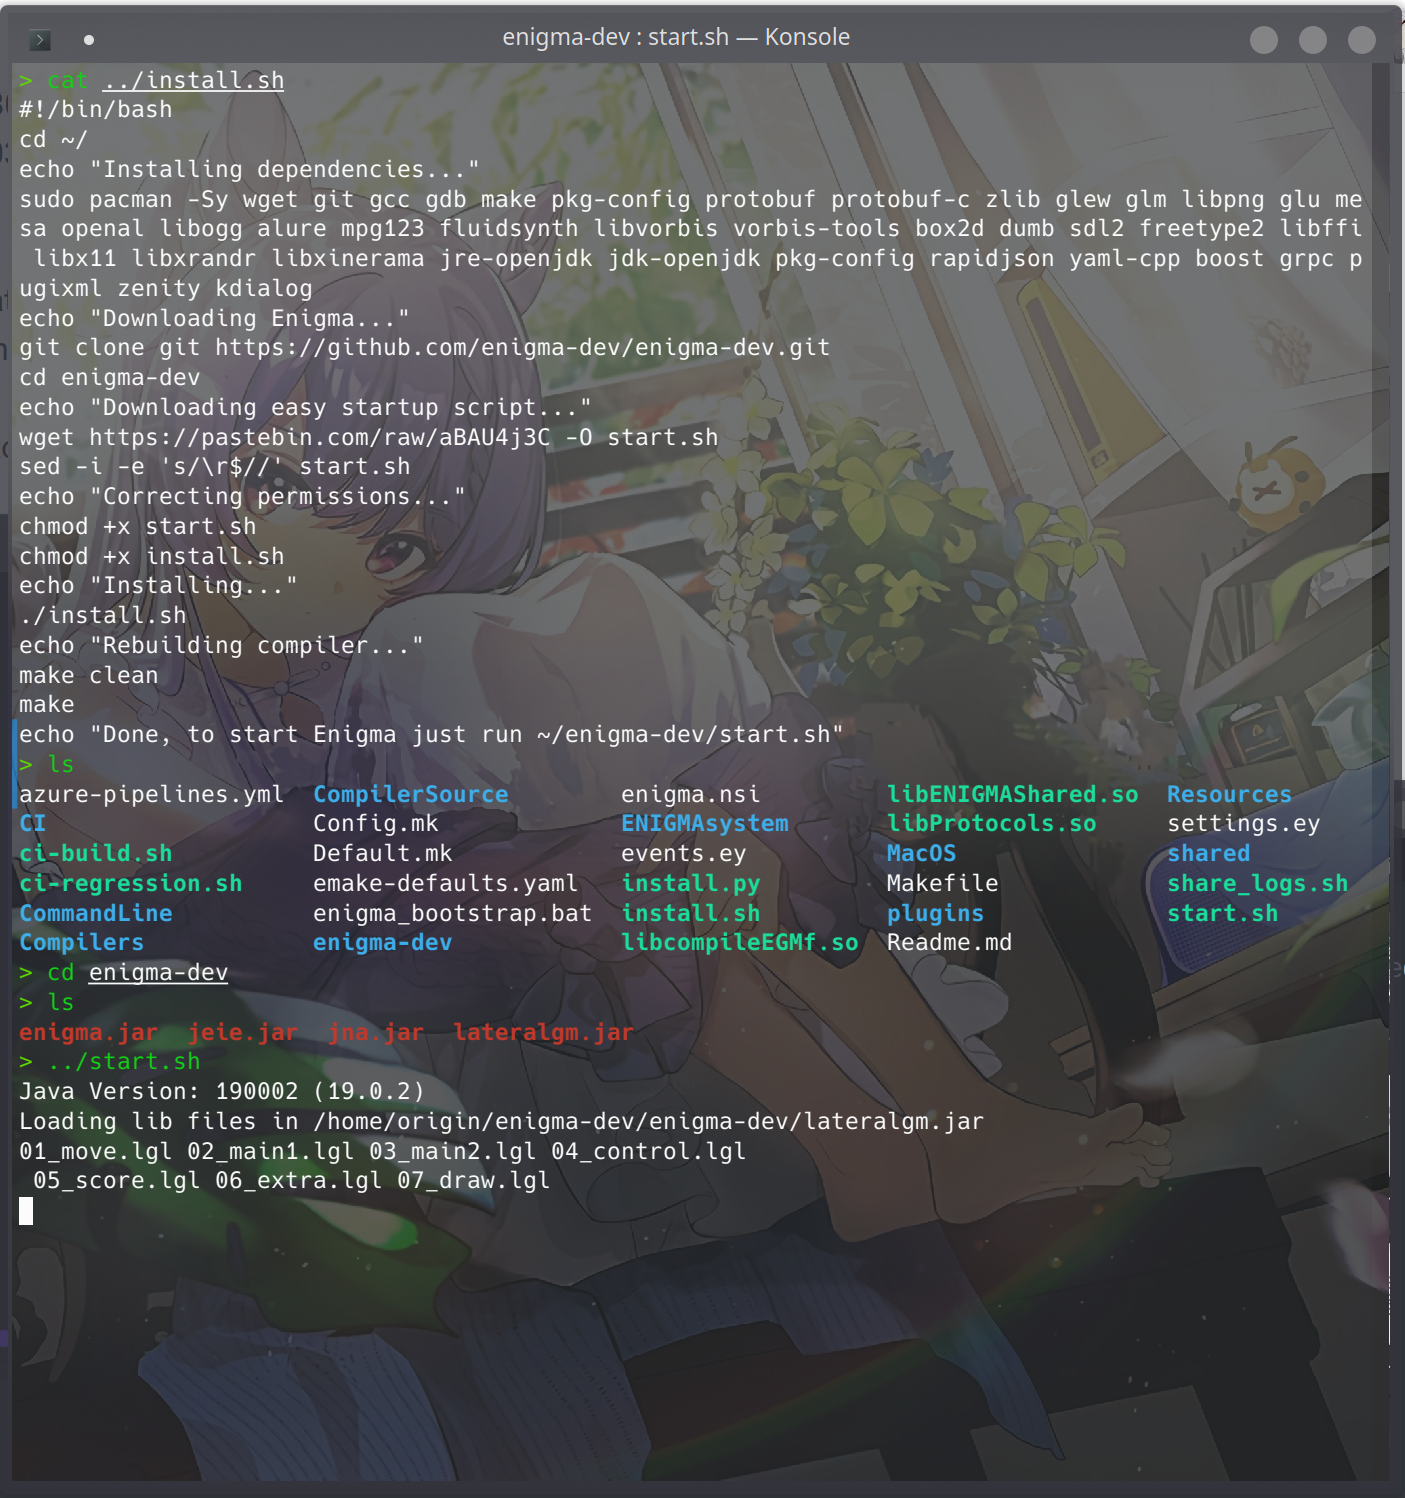 enigma-dev : start.sh — Konsole
> cat ../install.sh
#!/bin/bash
cd ~/
echo "Installing dependencies..."
sudo pacman -Sy wget git gcc gdb make pkg-config protobuf protobuf-c zlib glew glm libpng glu me
sa openal libogg alure mpg123 fluidsynth libvorbis vorbis-tools box2d dumb sdl2 freetype2 libffi
 libx11 libxrandr libxinerama jre-openjdk jdk-openjdk pkg-config rapidjson yaml-cpp boost grpc p
ugixml zenity kdialog
echo "Downloading Enigma..."
git clone git https://github.com/enigma-dev/enigma-dev.git
cd enigma-dev
echo "Downloading easy startup script..."
wget https://pastebin.com/raw/aBAU4j3C -O start.sh
sed -i -e 's/\r$//' start.sh
echo "Correcting permissions..."
chmod +x start.sh
chmod +x install.sh
echo "Installing..."
./install.sh
echo "Rebuilding compiler..."
make clean
make
echo "Done, to start Enigma just run ~/enigma-dev/start.sh"
> ls
azure-pipelines.yml  CompilerSource        enigma.nsi         libENIGMAShared.so  Resources
CI                   Config.mk             ENIGMAsystem       libProtocols.so     settings.ey
ci-build.sh          Default.mk            events.ey          MacOS               shared
ci-regression.sh     emake-defaults.yaml   install.py         Makefile            share_logs.sh
CommandLine          enigma_bootstrap.bat  install.sh         plugins             start.sh
Compilers            enigma-dev            libcompileEGMf.so  Readme.md
> cd enigma-dev
> ls
enigma.jar  jeie.jar  jna.jar  lateralgm.jar
> ../start.sh
Java Version: 190002 (19.0.2)
Loading lib files in /home/origin/enigma-dev/enigma-dev/lateralgm.jar
01_move.lgl 02_main1.lgl 03_main2.lgl 04_control.lgl
 05_score.lgl 06_extra.lgl 07_draw.lgl